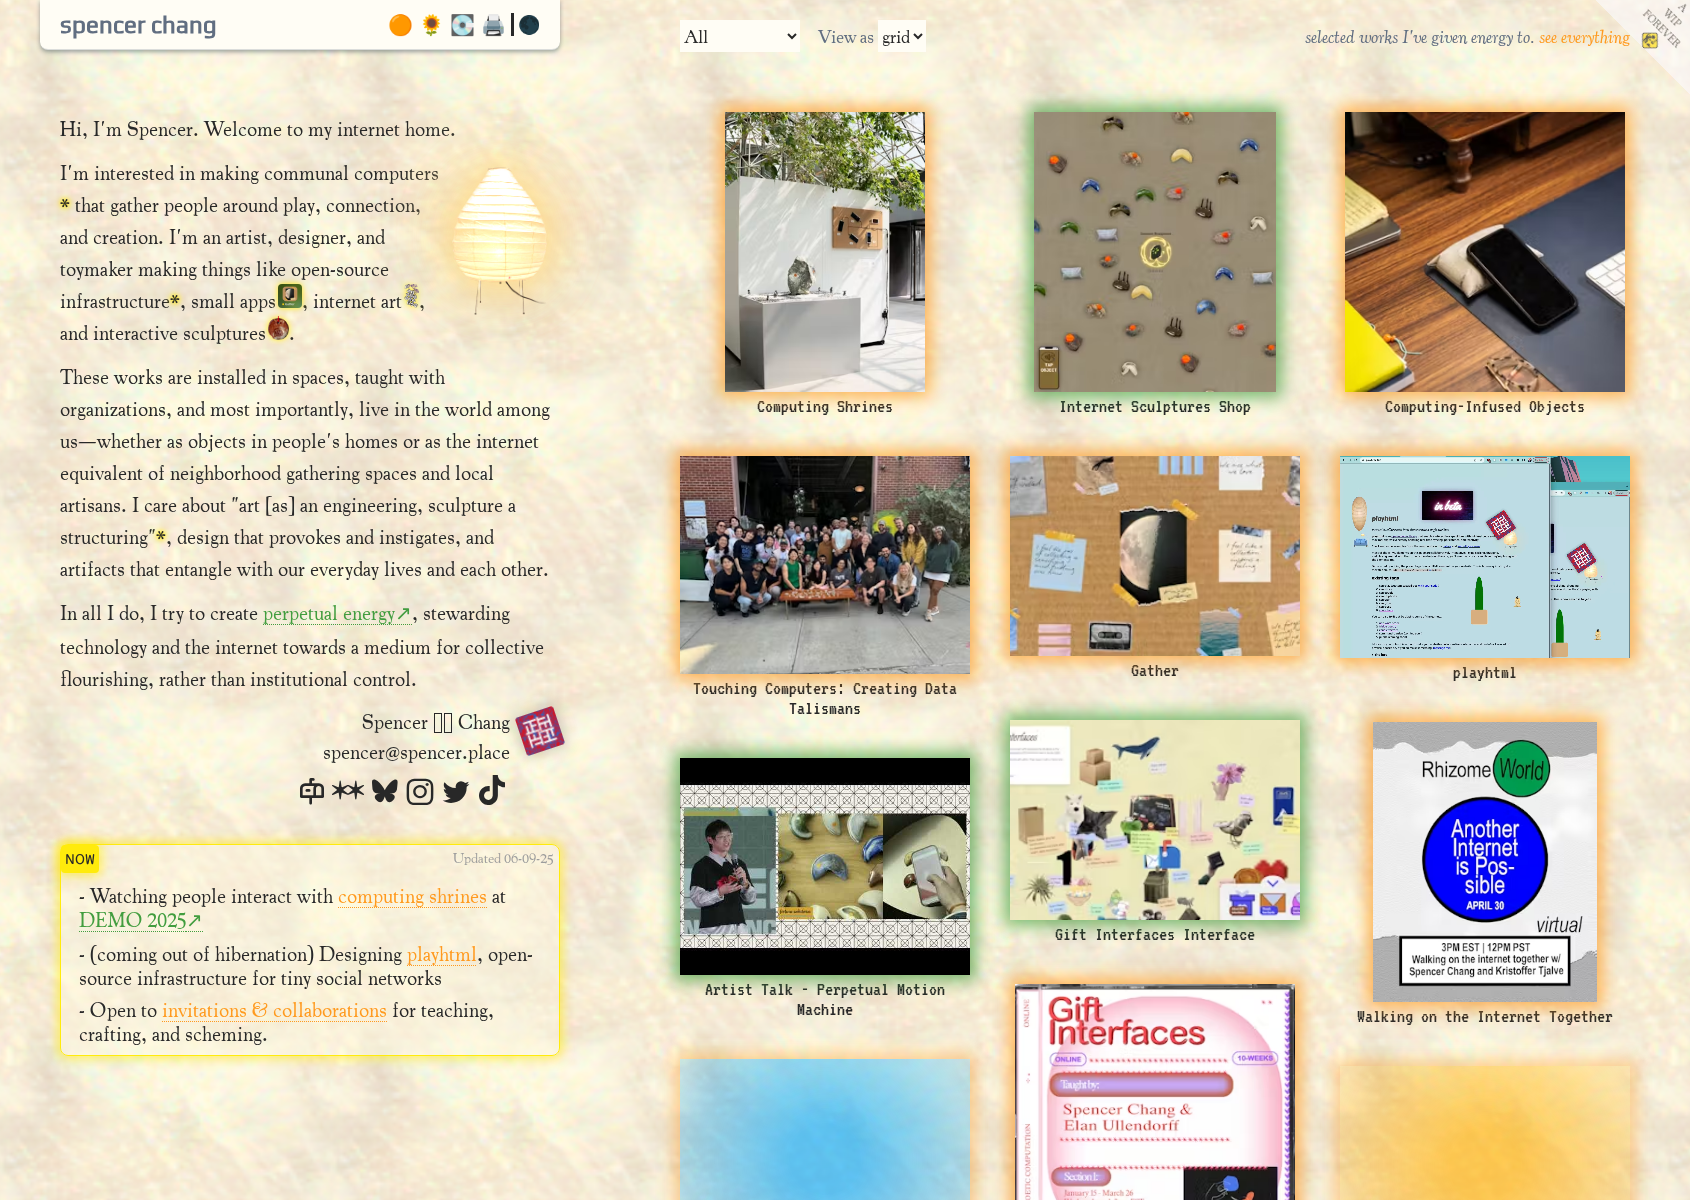 spencer chang
All
View as grid
selected works I've given energy to. see everything
A
WIP
FOREVER
Hi, I'm Spencer. Welcome to my internet home.
I'm interested in making communal computers
* that gather people around play, connection,
and creation. I'm an artist, designer, and
toymaker making things like open-source
infrastructure*, small apps, internet art,
and interactive sculptures.
These works are installed in spaces, taught with
organizations, and most importantly, live in the world among
us—whether as objects in people's homes or as the internet
equivalent of neighborhood gathering spaces and local
artisans. I care about "art [as] an engineering, sculpture a
structuring"*, design that provokes and instigates, and
artifacts that entangle with our everyday lives and each other.
In all I do, I try to create perpetual energy↗, stewarding
technology and the internet towards a medium for collective
flourishing, rather than institutional control.
Spencer Chang
spencer@spencer.place
NOW
Updated 06-09-25
- Watching people interact with computing shrines at
DEMO 2025↗
- (coming out of hibernation) Designing playhtml, open-
source infrastructure for tiny social networks
- Open to invitations & collaborations for teaching,
crafting, and scheming.
Computing Shrines
TAP
OBJECT
Internet Sculptures Shop
Computing-Infused Objects
Touching Computers: Creating Data
Talismans
what we
love
I feel like a
collection
Gather
in beta
playhtml
playhtml
Artist Talk - Perpetual Motion
Machine
Gift Interfaces Interface
Rhizome World
Another
Internet
is Pos-
sible
APRIL 30
virtual
3PM EST | 12PM PST
Walking on the internet together w/
Spencer Chang and Kristoffer Tjalve
Walking on the Internet Together
Gift
Interfaces
ONLINE
ONLINE
10-WEEKS
Taught by:
Spencer Chang &
Elan Ullendorff
Section 1:
January 15 - March 26